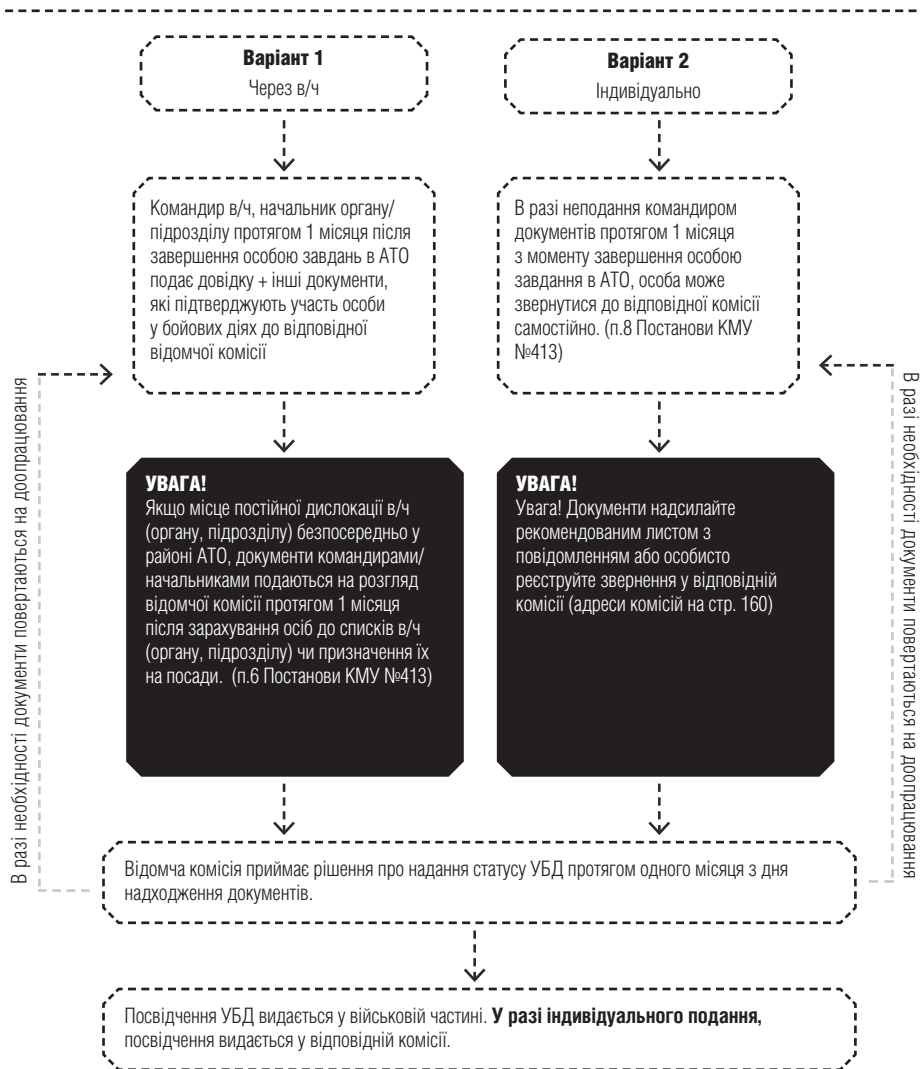 Варіант 1
Через в/ч
Командир в/ч, начальник органу/
підрозділу протягом 1 місяця після
завершення особою завдань в АТО
подає довідку + інші документи,
які підтверджують участь особи
у бойових діях до відповідної
відомчої комісії
УВАГА!
Якщо місце постійної дислокації в/ч
(органу, підрозділу) безпосередньо у
районі АТО, документи командирами/
начальниками подаються на розгляд
відомчої комісії протягом 1 місяця
після зарахування осіб до списків в/ч
(органу, підрозділу) чи призначення їх
на посади. (п.6 Постанови КМУ №413)
В разі необхідності документи повертаються на доопрацювання
Варіант 2
Індивідуально
В разі неподання командиром
документів протягом 1 місяця
з моменту завершення особою
завдання в АТО, особа може
звернутися до відповідної комісії
самостійно. (п.8 Постанови КМУ
№413)
УВАГА!
Увага! Документи надсилайте
рекомендованим листом з
повідомленням або особисто
реєструйте звернення у відповідній
комісії (адреси комісій на стр. 160)
В разі необхідності документи повертаються на доопрацювання
Відомча комісія приймає рішення про надання статусу УБД протягом одного місяця з дня
надходження документів.
Посвідчення УБД видається у військовій частині. У разі індивідуального подання,
посвідчення видається у відповідній комісії.